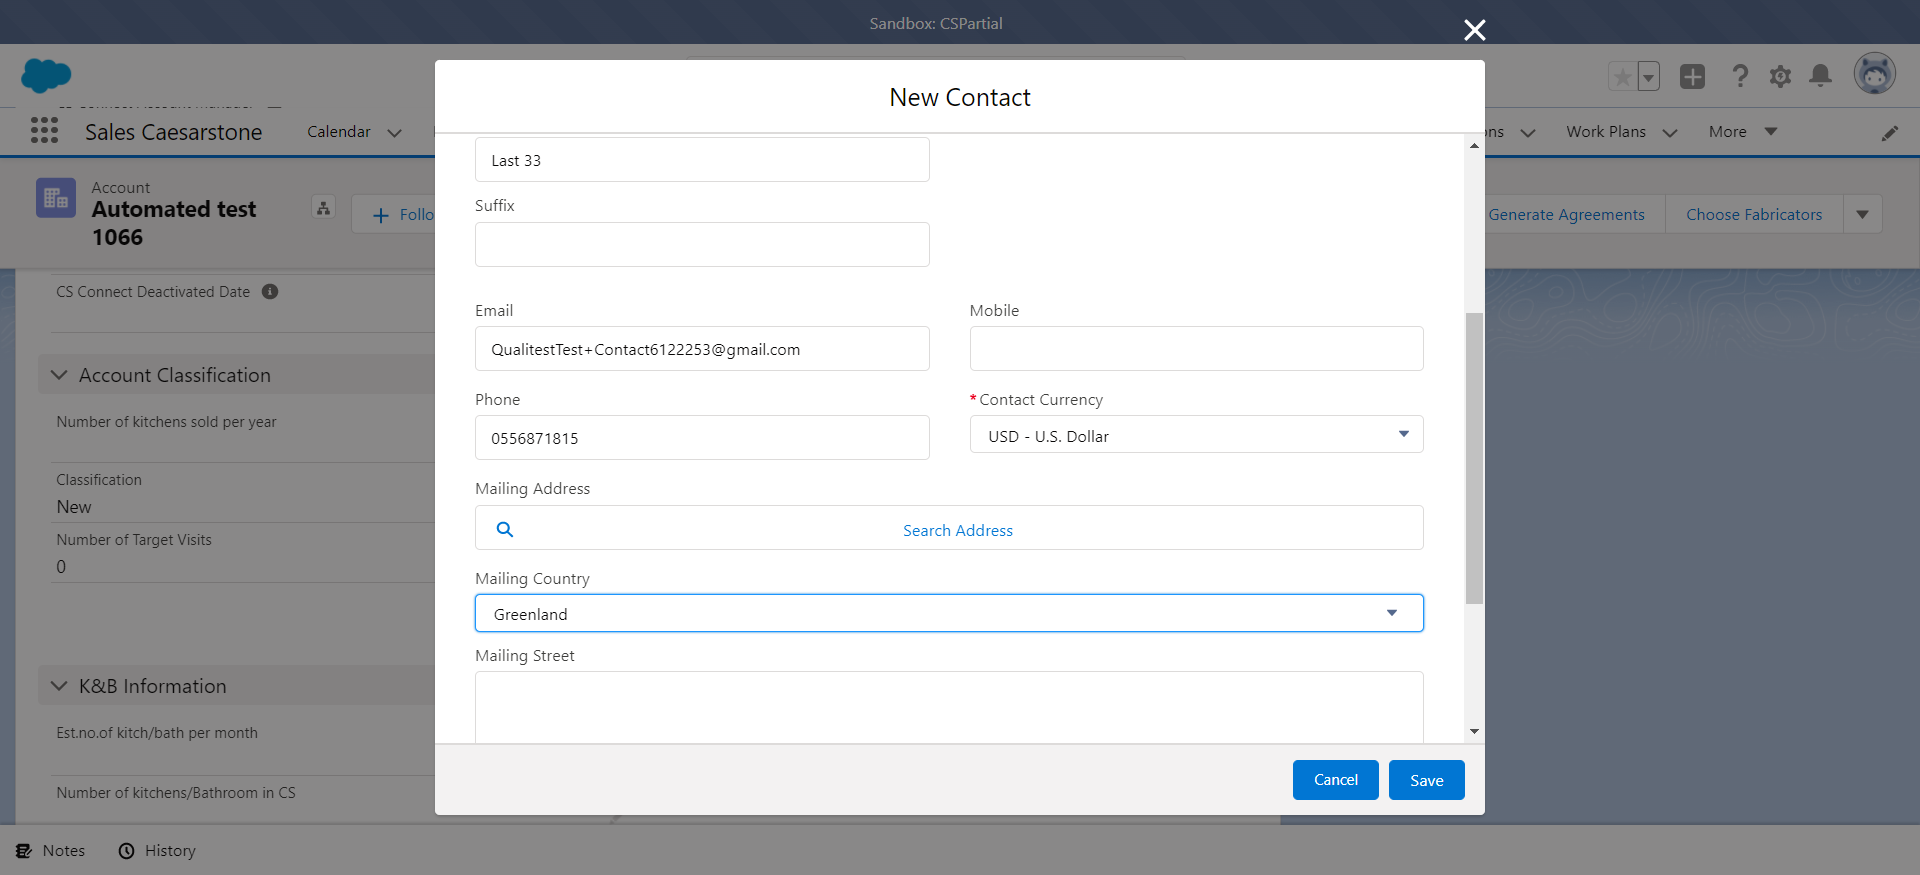 Sandbox: CSPartial
Sales Caesarstone
Calendar
Work Plans
More
Account
Automated test
1066
Generate Agreements
Choose Fabricators
CS Connect Deactivated Date
Account Classification
Number of kitchens sold per year
Classification
New
Number of Target Visits
0
K&B Information
Est.no.of kitch/bath per month
Number of kitchens/Bathroom in CS
New Contact
Last 33
Suffix
Email
Mobile
QualitestTest+Contact6122253@gmail.com
Phone
*Contact Currency
0556871815
USD - U.S. Dollar
Mailing Address
Search Address
Mailing Country
Greenland
Mailing Street
Cancel
Save
Notes
History